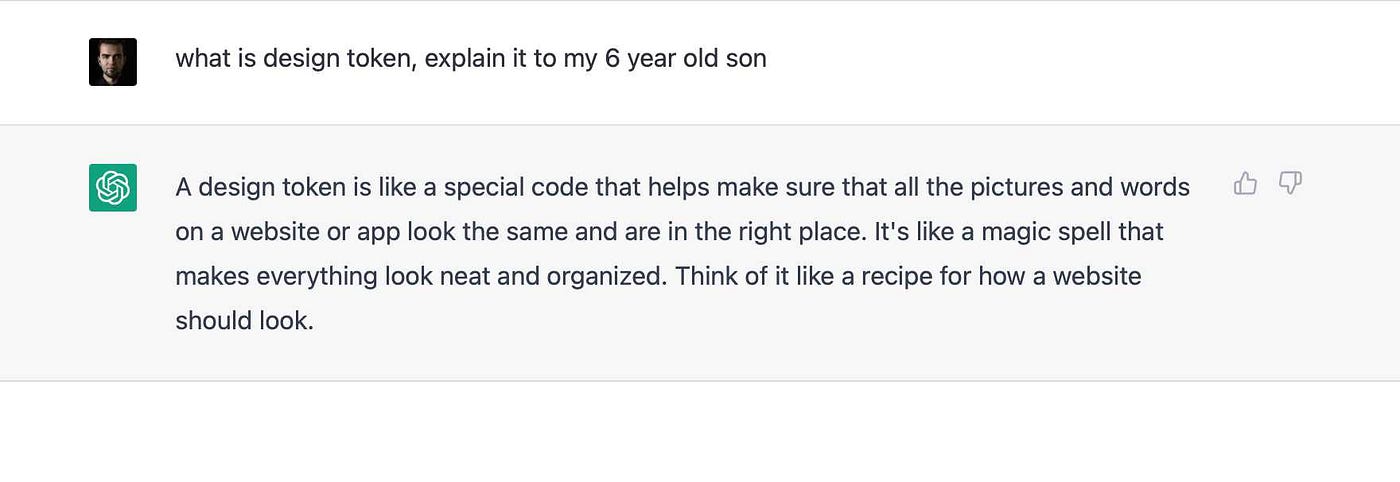 what is design token, explain it to my 6 year old son
A design token is like a special code that helps make sure that all the pictures and words
on a website or app look the same and are in the right place. It's like a magic spell that
makes everything look neat and organized. Think of it like a recipe for how a website
should look.